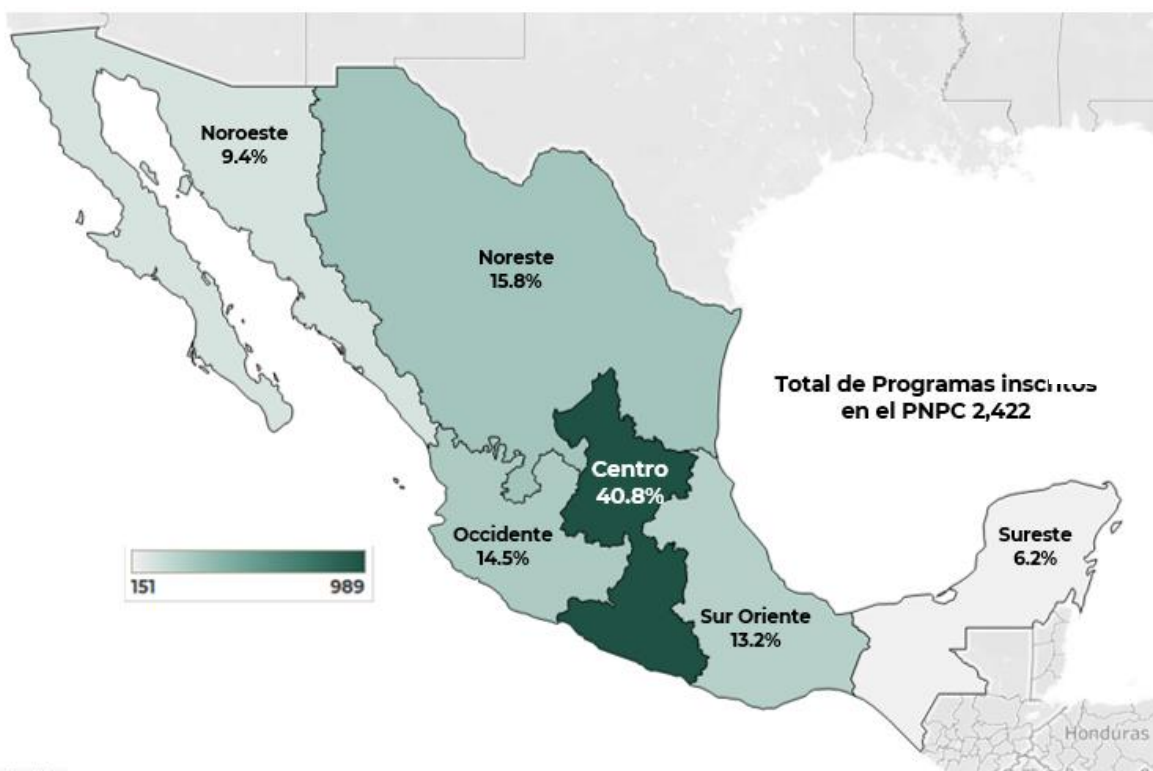 Noroeste
9.4%
Noreste
15.8%
Total de Programas inscritos
en el PNPC 2,422
Centro
40.8%
Occidente
14.5%
Sureste
6.2%
151 989
Sur Oriente
13.2%
Honduras